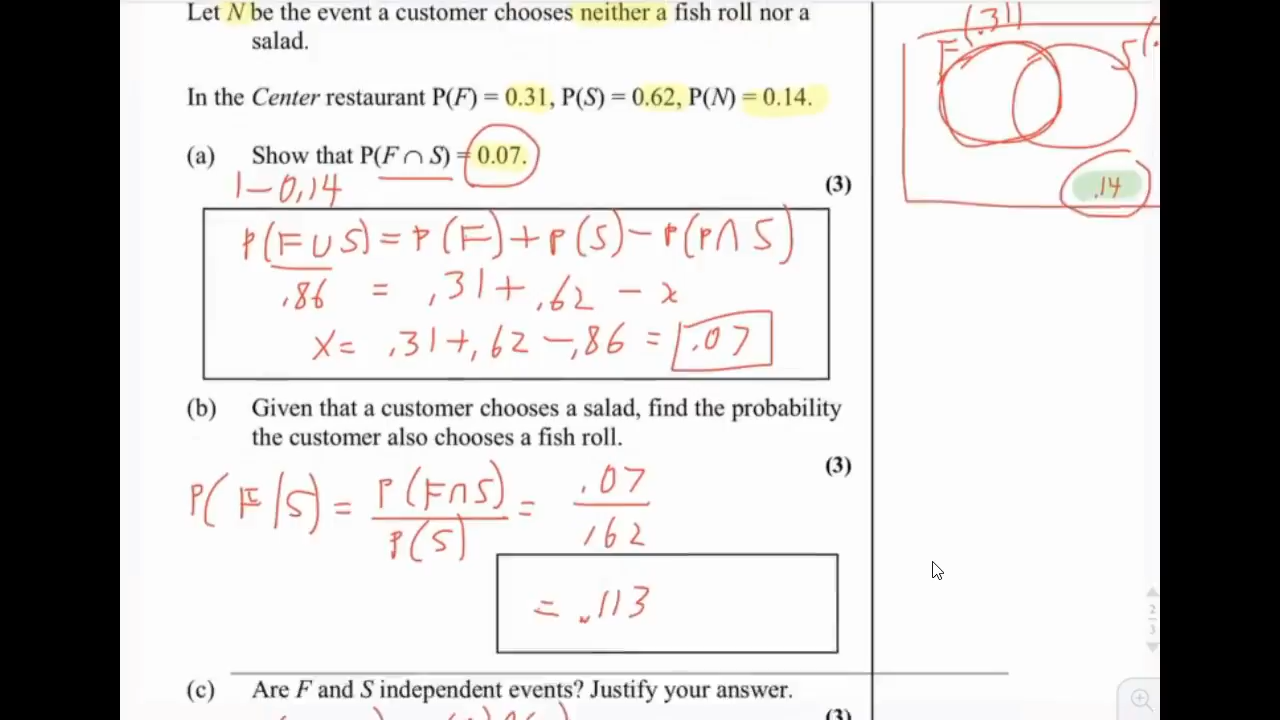 Let N be the event a customer chooses neither a fish roll nor a
salad.
In the Center restaurant P(F) = 0.31, P(S) = 0.62, P(N) = 0.14.
(a) Show that P(F ∩ S) = 0.07.
1 - 0.14
(3)
P(F ∪ S) = P(F) + P(S) - P(P ∩ S)
.86 = .31 + .62 - x
x = .31 + .62 - .86 = .07
(b) Given that a customer chooses a salad, find the probability
the customer also chooses a fish roll.
(3)
P(F/S) = P(F∩S) / P(S) = .07 / .62
= .113
(c) Are F and S independent events? Justify your answer.
(3)
F (.31)
S (.
.14
2
3